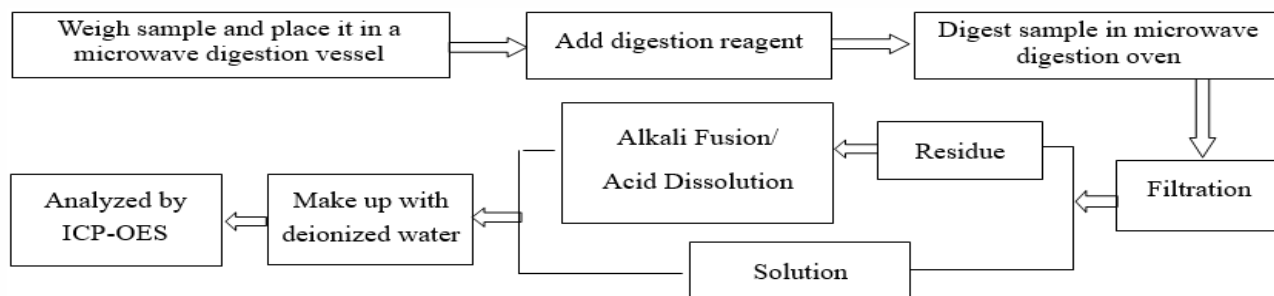 Weigh sample and place it in a
microwave digestion vessel
Add digestion reagent
Digest sample in microwave
digestion oven
Filtration
Residue
Alkali Fusion/
Acid Dissolution
Solution
Make up with
deionized water
Analyzed by
ICP-OES